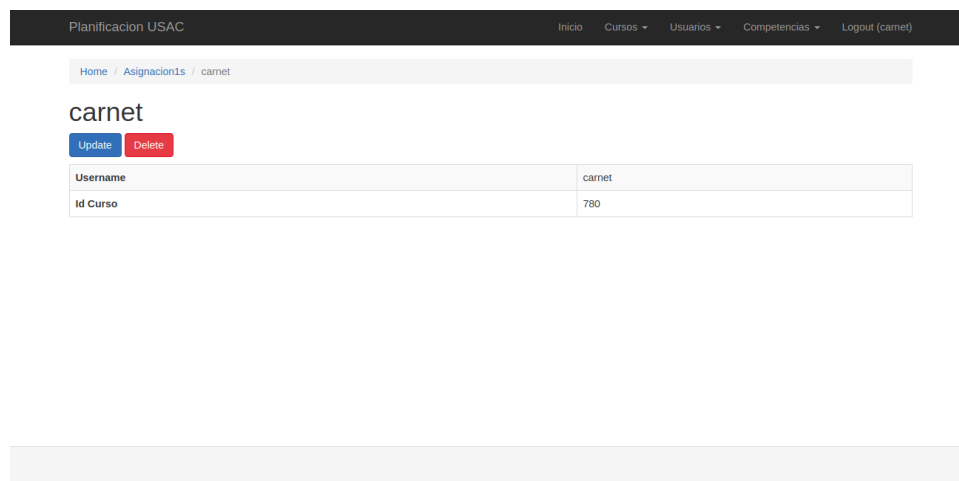 Planificacion USAC Inicio Cursos Usuarios Competencias Logout (carnet)
Home / Asignacion1s / carnet
carnet
Update Delete
Username carnet
Id Curso 780